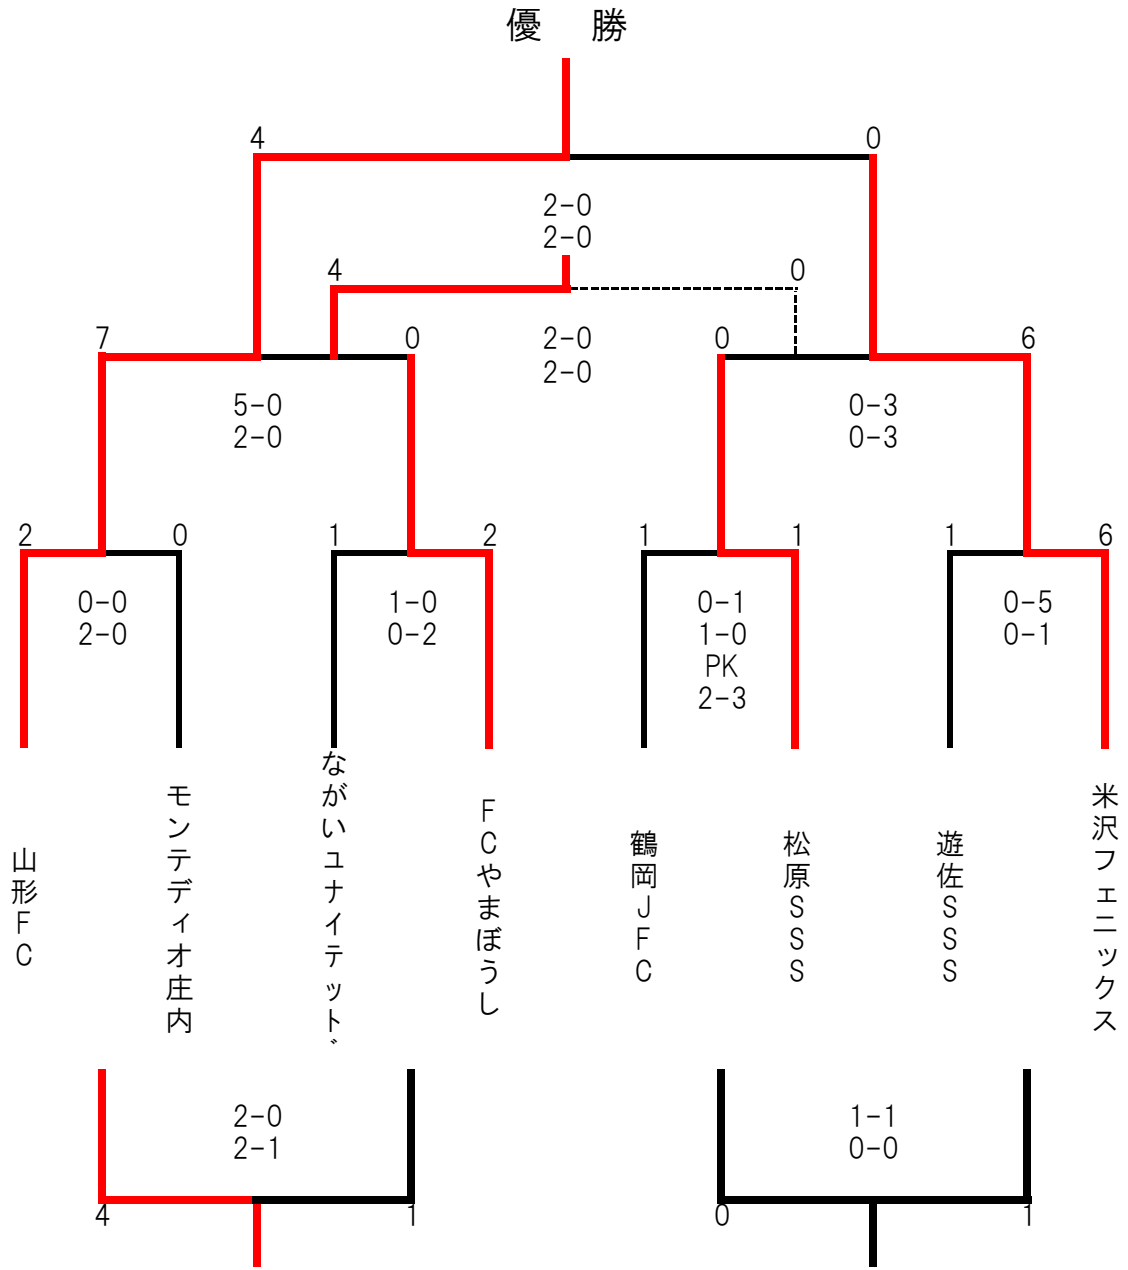 優 勝
4 0
2-0
2-0
4 0
7 0 2-0 0 6
2-0
5-0 0-3
2-0 0-3
2 0 1 2 1 1 1 6
0-0 1-0 0-1 0-5
2-0 0-2 1-0 0-1
PK
2-3
山形FC
モンテディオ庄内
ながいユナイテッド
FCやまぼうし
鶴岡JFC
松原SSS
遊佐SSS
米沢フェニックス
2-0 1-1
2-1 0-0
4 1 0 1